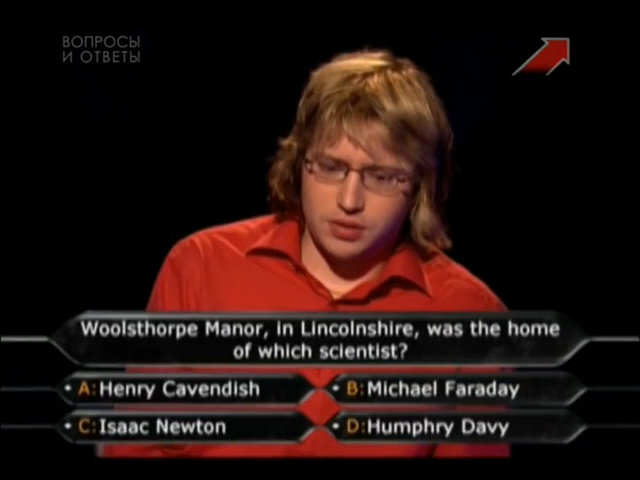 ВОПРОСЫ
И ОТВЕТЫ
Woolsthorpe Manor, in Lincolnshire, was the home
of which scientist?
A: Henry Cavendish
B: Michael Faraday
C: Isaac Newton
D: Humphry Davy